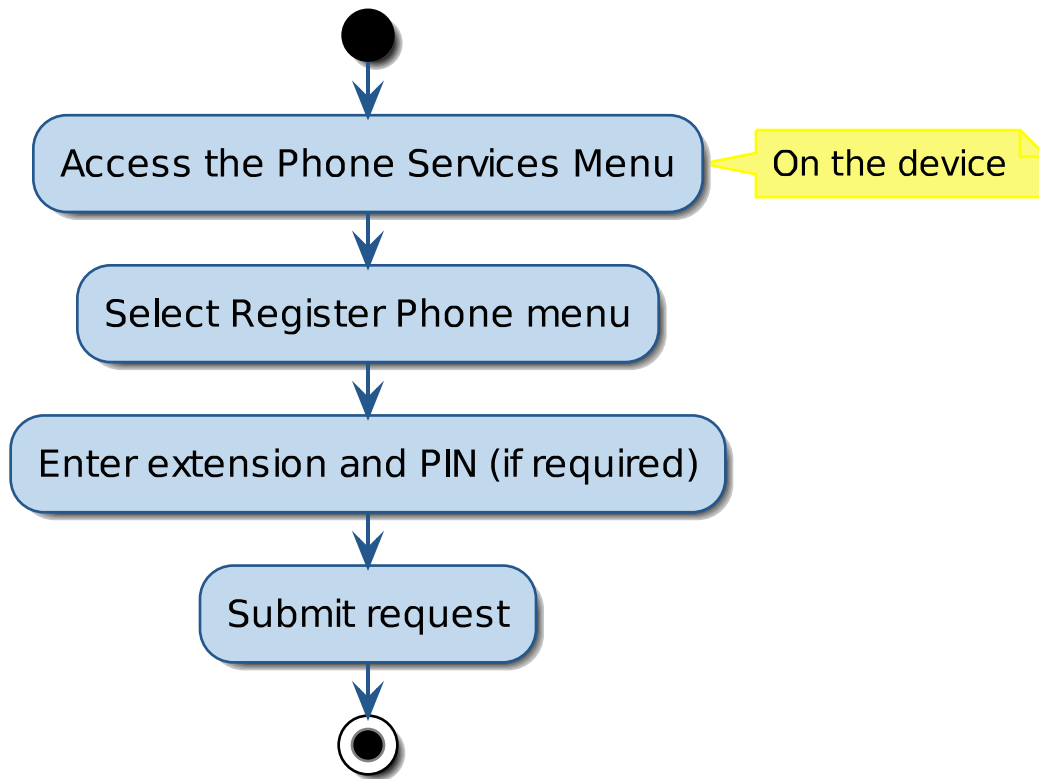 Access the Phone Services Menu
On the device
Select Register Phone menu
Enter extension and PIN (if required)
Submit request